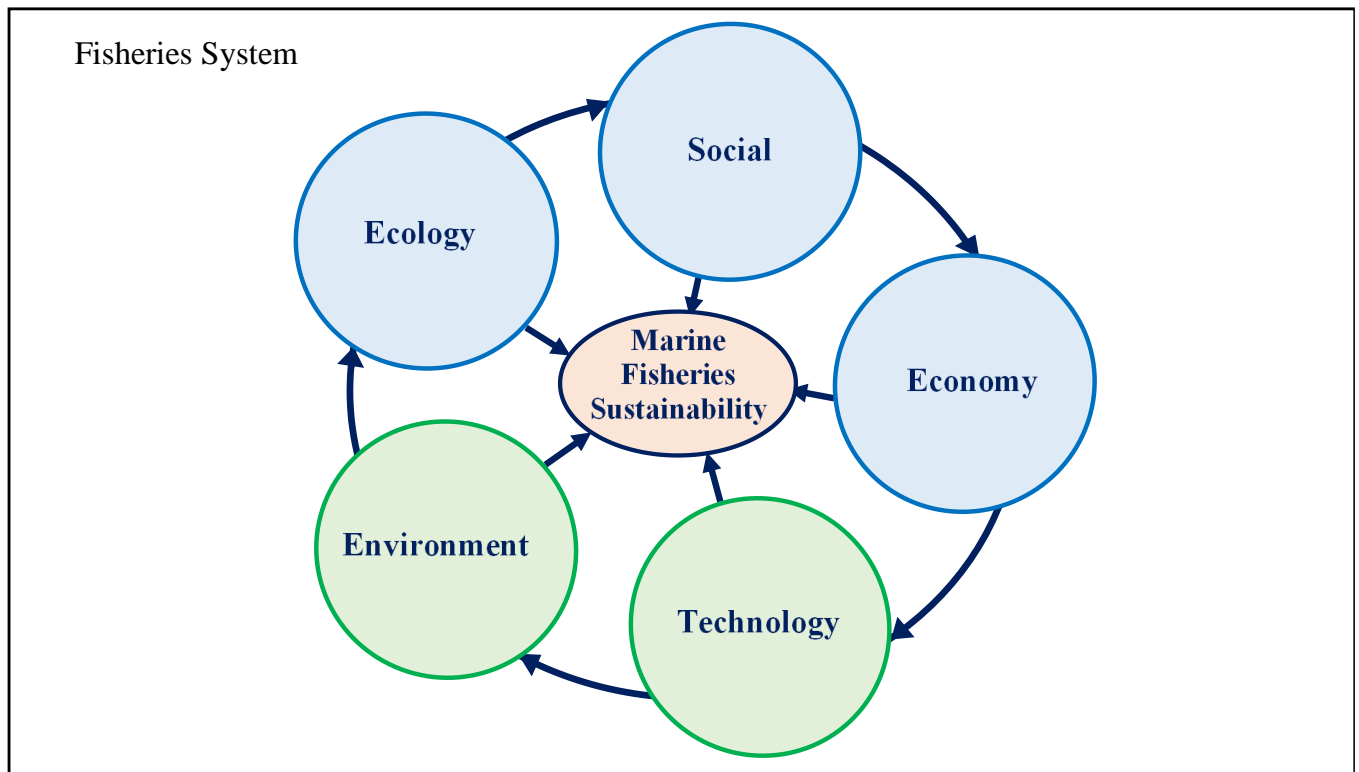 Fisheries System
Social
Ecology
Marine
Fisheries
Sustainability
Economy
Environment
Technology